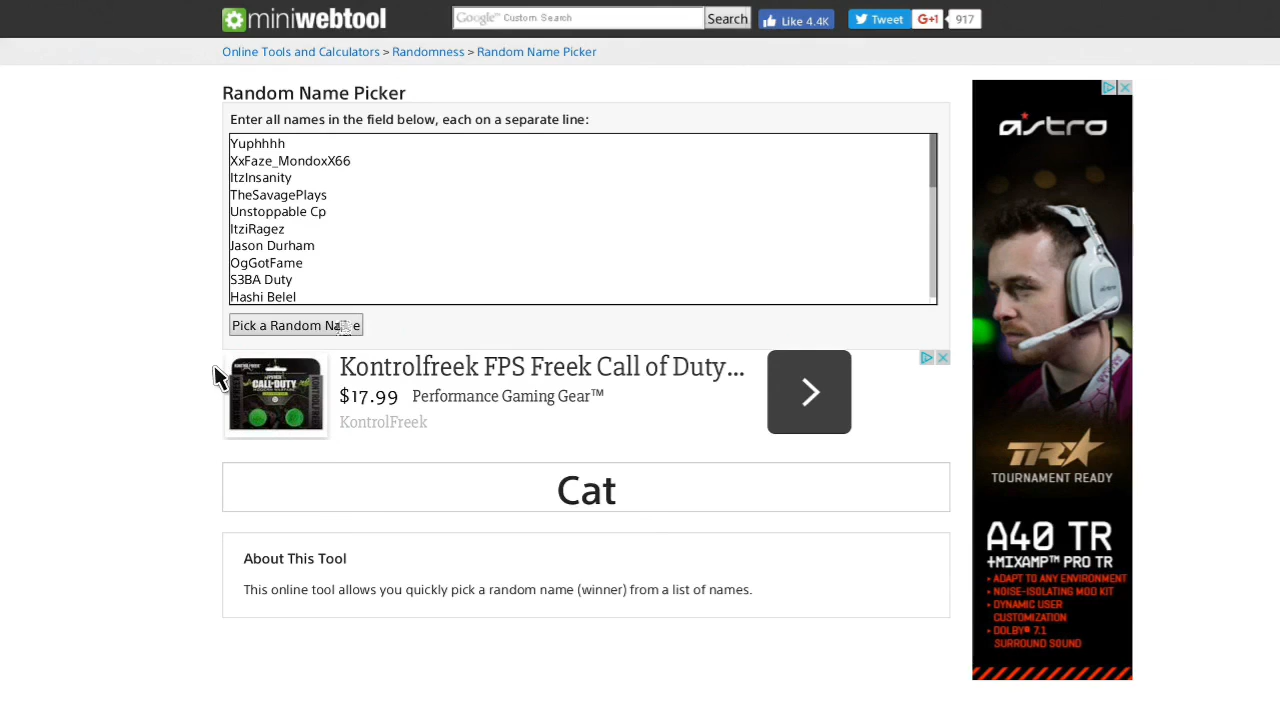 miniwebtool
Google™ Custom Search
Search
Like 4.4K
Tweet
G+1
917
Online Tools and Calculators > Randomness > Random Name Picker
Random Name Picker
Enter all names in the field below, each on a separate line:
Yuphhhh
XxFaze_MondoxX66
ItzInsanity
TheSavagePlays
Unstoppable Cp
ItziRagez
Jason Durham
OgGotFame
S3BA Duty
Hashi Belel
Pick a Random Name
Kontrolfreek FPS Freek Call of Duty...
$17.99 Performance Gaming Gear™
KontrolFreek
CALL OF DUTY
Cat
About This Tool
This online tool allows you quickly pick a random name (winner) from a list of names.
astro
TR
TOURNAMENT READY
A40 TR
+MIXAMP™ PRO TR
ADAPT TO ANY ENVIRONMENT
NOISE-ISOLATING MOD KIT
DYNAMIC USER
CUSTOMIZATION
DOLBY® 7.1
SURROUND SOUND